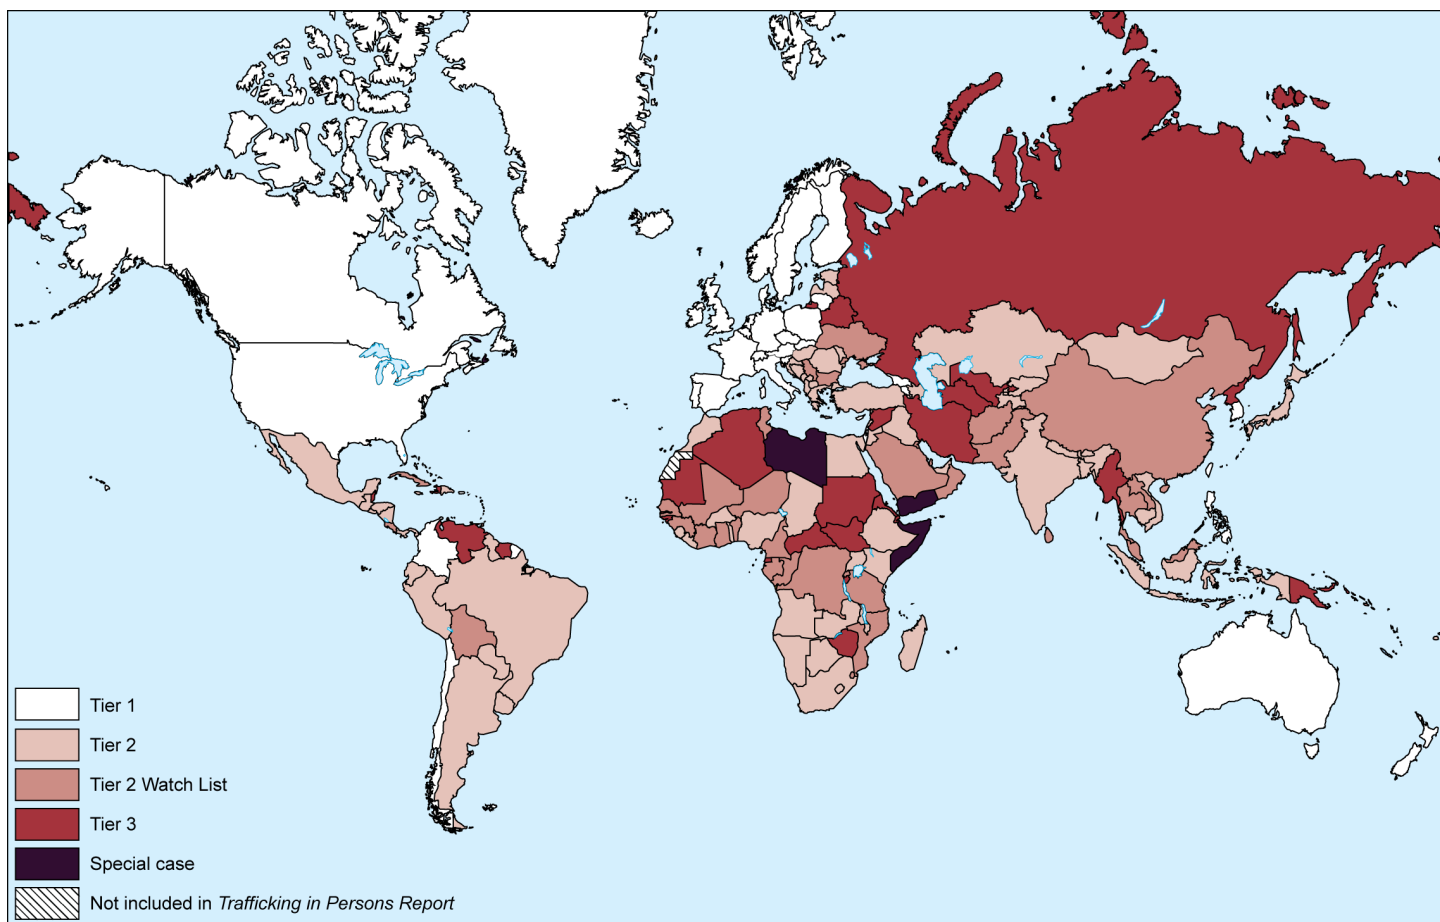 Tier 1
Tier 2
Tier 2 Watch List
Tier 3
Special case
Not included in Trafficking in Persons Report